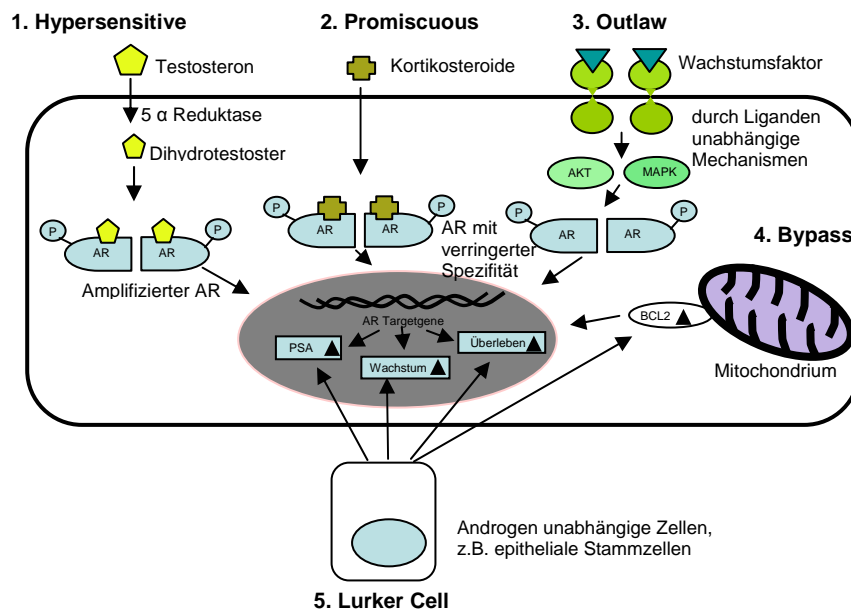 1. Hypersensitive
2. Promiscuous
3. Outlaw
Testosteron
Kortikosteroide
Wachstumsfaktor
5 α Reduktase
durch Liganden
unabhängige
Mechanismen
Dihydrotestoster
AKT
MAPK
P
P
P
P
P
P
AR
AR
AR
AR
AR
AR
AR mit
verringerter
Spezifität
4. Bypass
Amplifizierter AR
BCL2
Mitochondrium
AR Targetgene
PSA
Wachstum
Überleben
Androgen unabhängige Zellen,
z.B. epitheliale Stammzellen
5. Lurker Cell